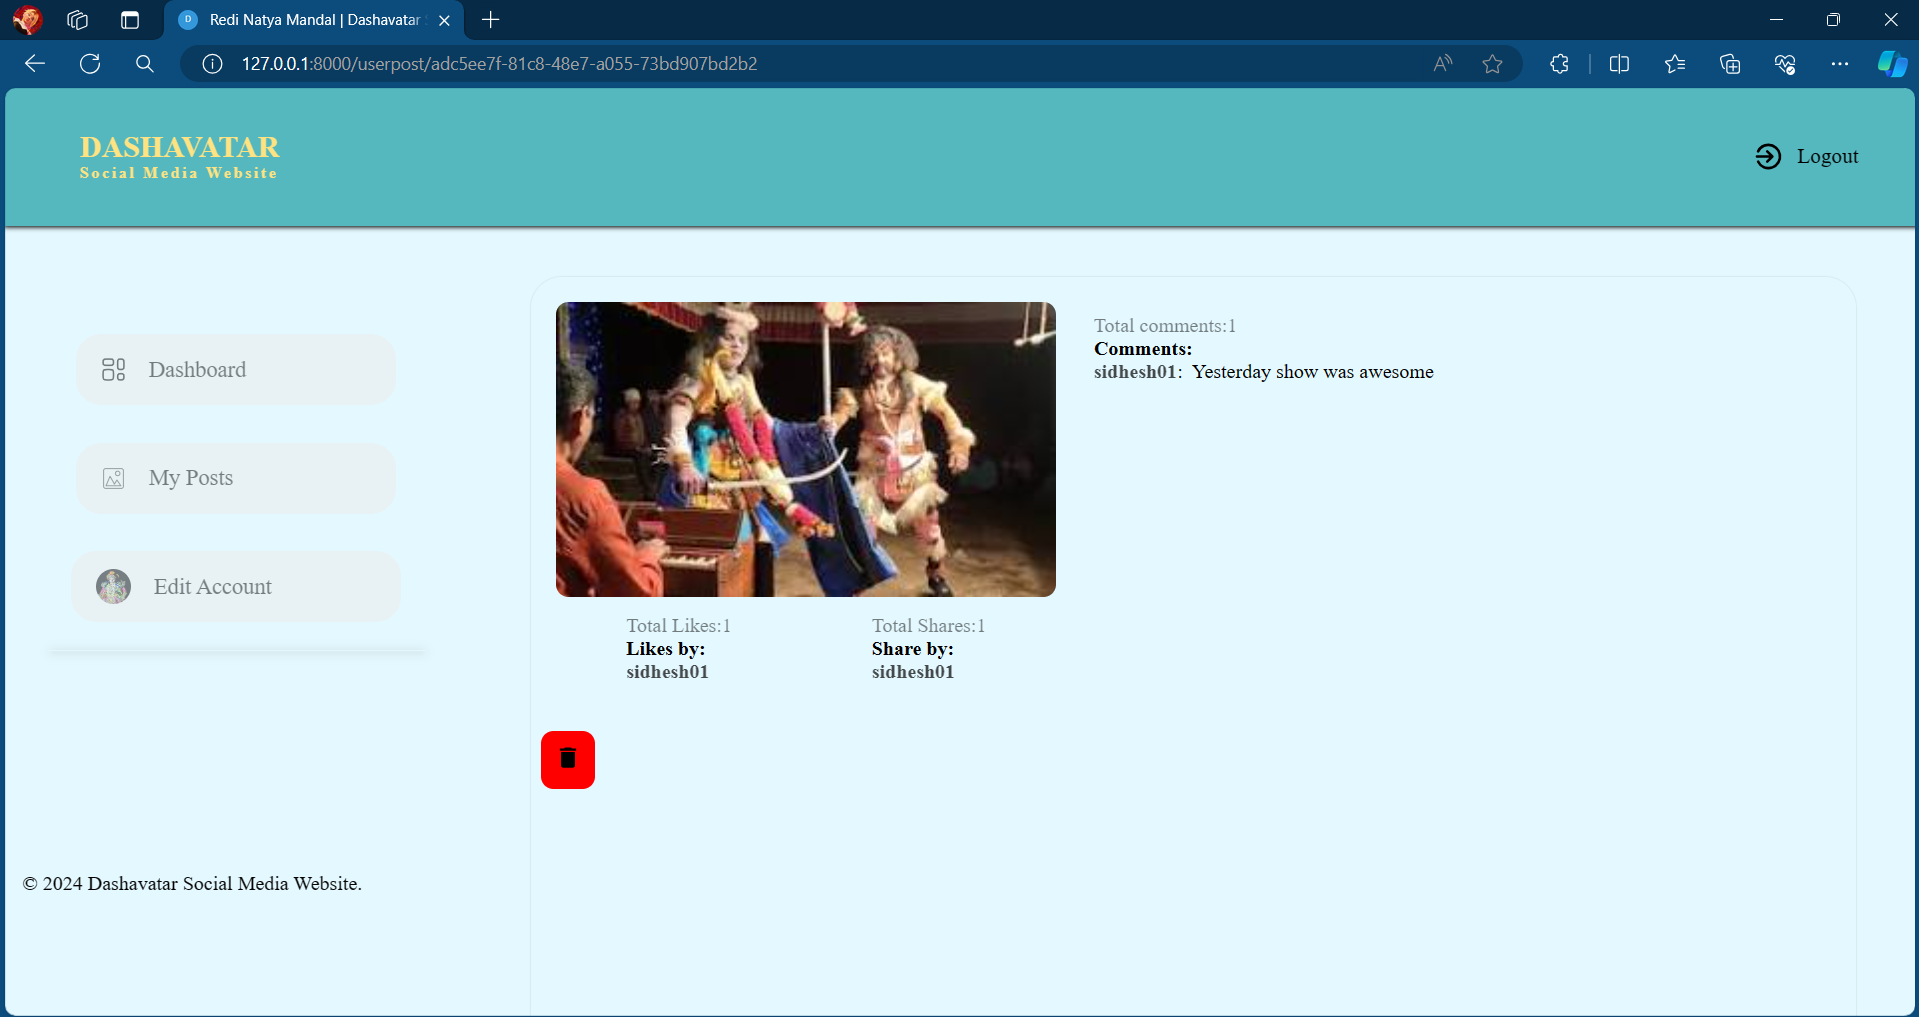 Redi Natya Mandal | Dashavatar
127.0.0.1:8000/userpost/adc5ee7f-81c8-48e7-a055-73bd907bd2b2
DASHAVATAR
Social Media Website
Logout
Dashboard
My Posts
Edit Account
Total comments:1
Comments:
sidhesh01: Yesterday show was awesome
Total Likes:1
Likes by:
sidhesh01
Total Shares:1
Share by:
sidhesh01
© 2024 Dashavatar Social Media Website.